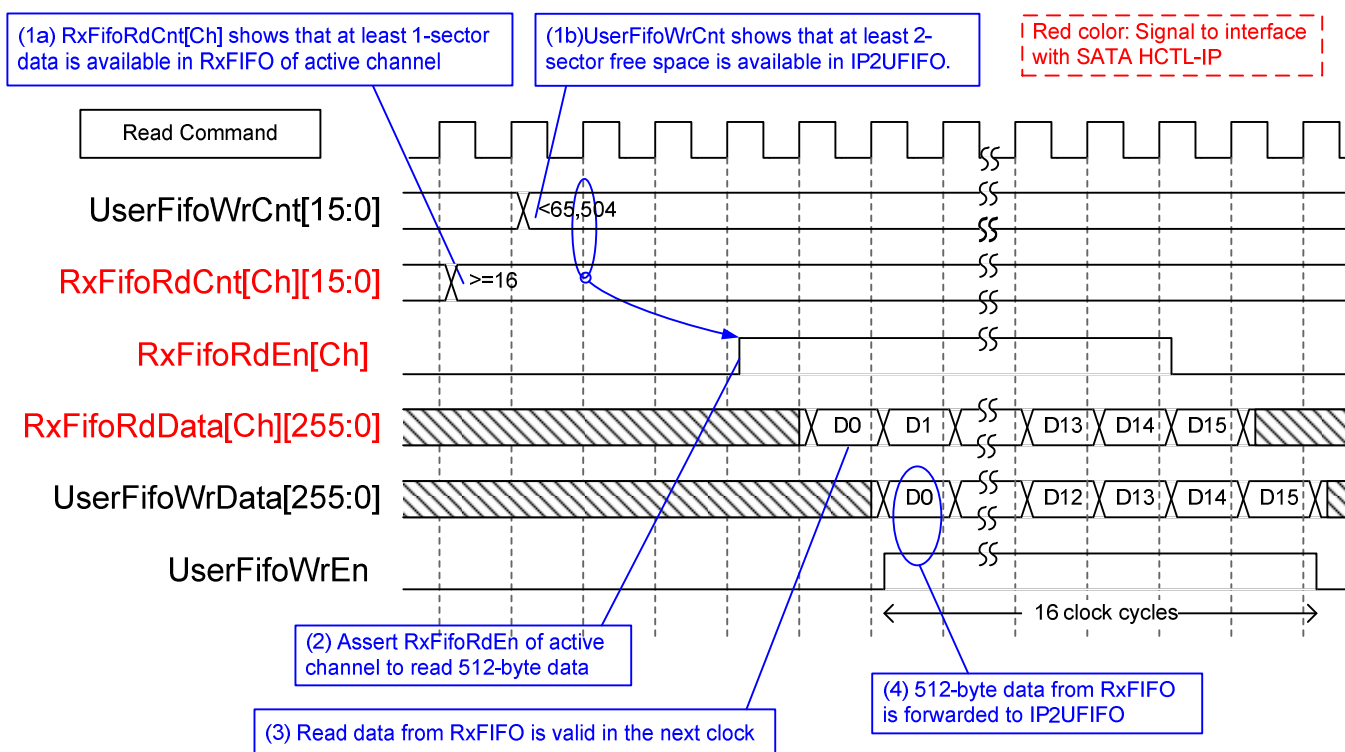 (1a) RxFifoRdCnt[Ch] shows that at least 1-sector
data is available in RxFIFO of active channel
(1b)UserFifoWrCnt shows that at least 2-
sector free space is available in IP2UFIFO.
Red color: Signal to interface
with SATA HCTL-IP
Read Command
UserFifoWrCnt[15:0]
<65,504
RxFifoRdCnt[Ch][15:0]
>=16
RxFifoRdEn[Ch]
RxFifoRdData[Ch][255:0]
D0
D1
D13
D14
D15
UserFifoWrData[255:0]
D0
D12
D13
D14
D15
UserFifoWrEn
16 clock cycles
(2) Assert RxFifoRdEn of active
channel to read 512-byte data
(3) Read data from RxFIFO is valid in the next clock
(4) 512-byte data from RxFIFO
is forwarded to IP2UFIFO